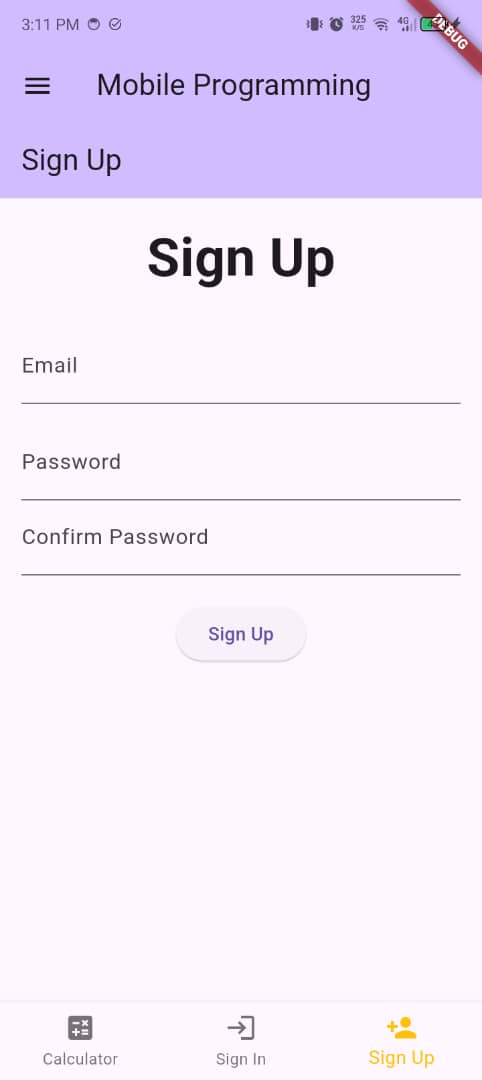 3:11 PM
325
K/S
4G
DEBUG
Mobile Programming
Sign Up
Sign Up
Email
Password
Confirm Password
Sign Up
Calculator
Sign In
Sign Up